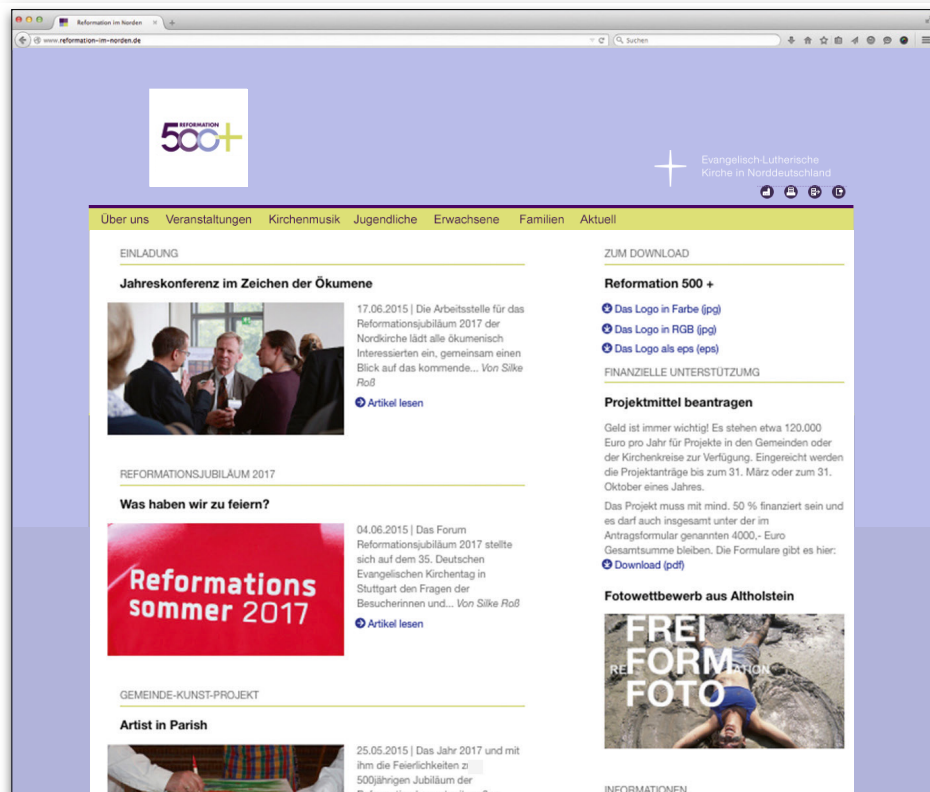 Reformation im Norden
www.reformation-im-norden.de
Suchen
REFORMATION
500+
Evangelisch-Lutherische
Kirche in Norddeutschland
Über uns Veranstaltungen Kirchenmusik Jugendliche Erwachsene Familien Aktuell
EINLADUNG
Jahreskonferenz im Zeichen der Ökumene
17.06.2015 | Die Arbeitsstelle für das
Reformationsjubiläum 2017 der
Nordkirche lädt alle ökumenisch
Interessierten ein, gemeinsam einen
Blick auf das kommende... Von Silke
Roß
Artikel lesen
REFORMATIONSJUBILÄUM 2017
Was haben wir zu feiern?
Reformations
sommer 2017
04.06.2015 | Das Forum
Reformationsjubiläum 2017 stellte
sich auf dem 35. Deutschen
Evangelischen Kirchentag in
Stuttgart den Fragen der
Besucherinnen und... Von Silke Roß
Artikel lesen
GEMEINDE-KUNST-PROJEKT
Artist in Parish
25.05.2015 | Das Jahr 2017 und mit
ihm die Feierlichkeiten
500jährigen Jubiläum der
ZUM DOWNLOAD
Reformation 500 +
Das Logo in Farbe (jpg)
Das Logo in RGB (jpg)
Das Logo als eps (eps)
FINANZIELLE UNTERSTÜTZUMG
Projektmittel beantragen
Geld ist immer wichtig! Es stehen etwa 120.000
Euro pro Jahr für Projekte in den Gemeinden oder
der Kirchenkreise zur Verfügung. Eingereicht werden
die Projektanträge bis zum 31. März oder zum 31.
Oktober eines Jahres.
Das Projekt muss mit mind. 50 % finanziert sein und
es darf auch insgesamt unter der im
Antragsformular genannten 4000,- Euro
Gesamtsumme bleiben. Die Formulare gibt es hier:
Download (pdf)
Fotowettbewerb aus Altholstein
FREI
REFORMATION
FOTO
INFORMATIONEN